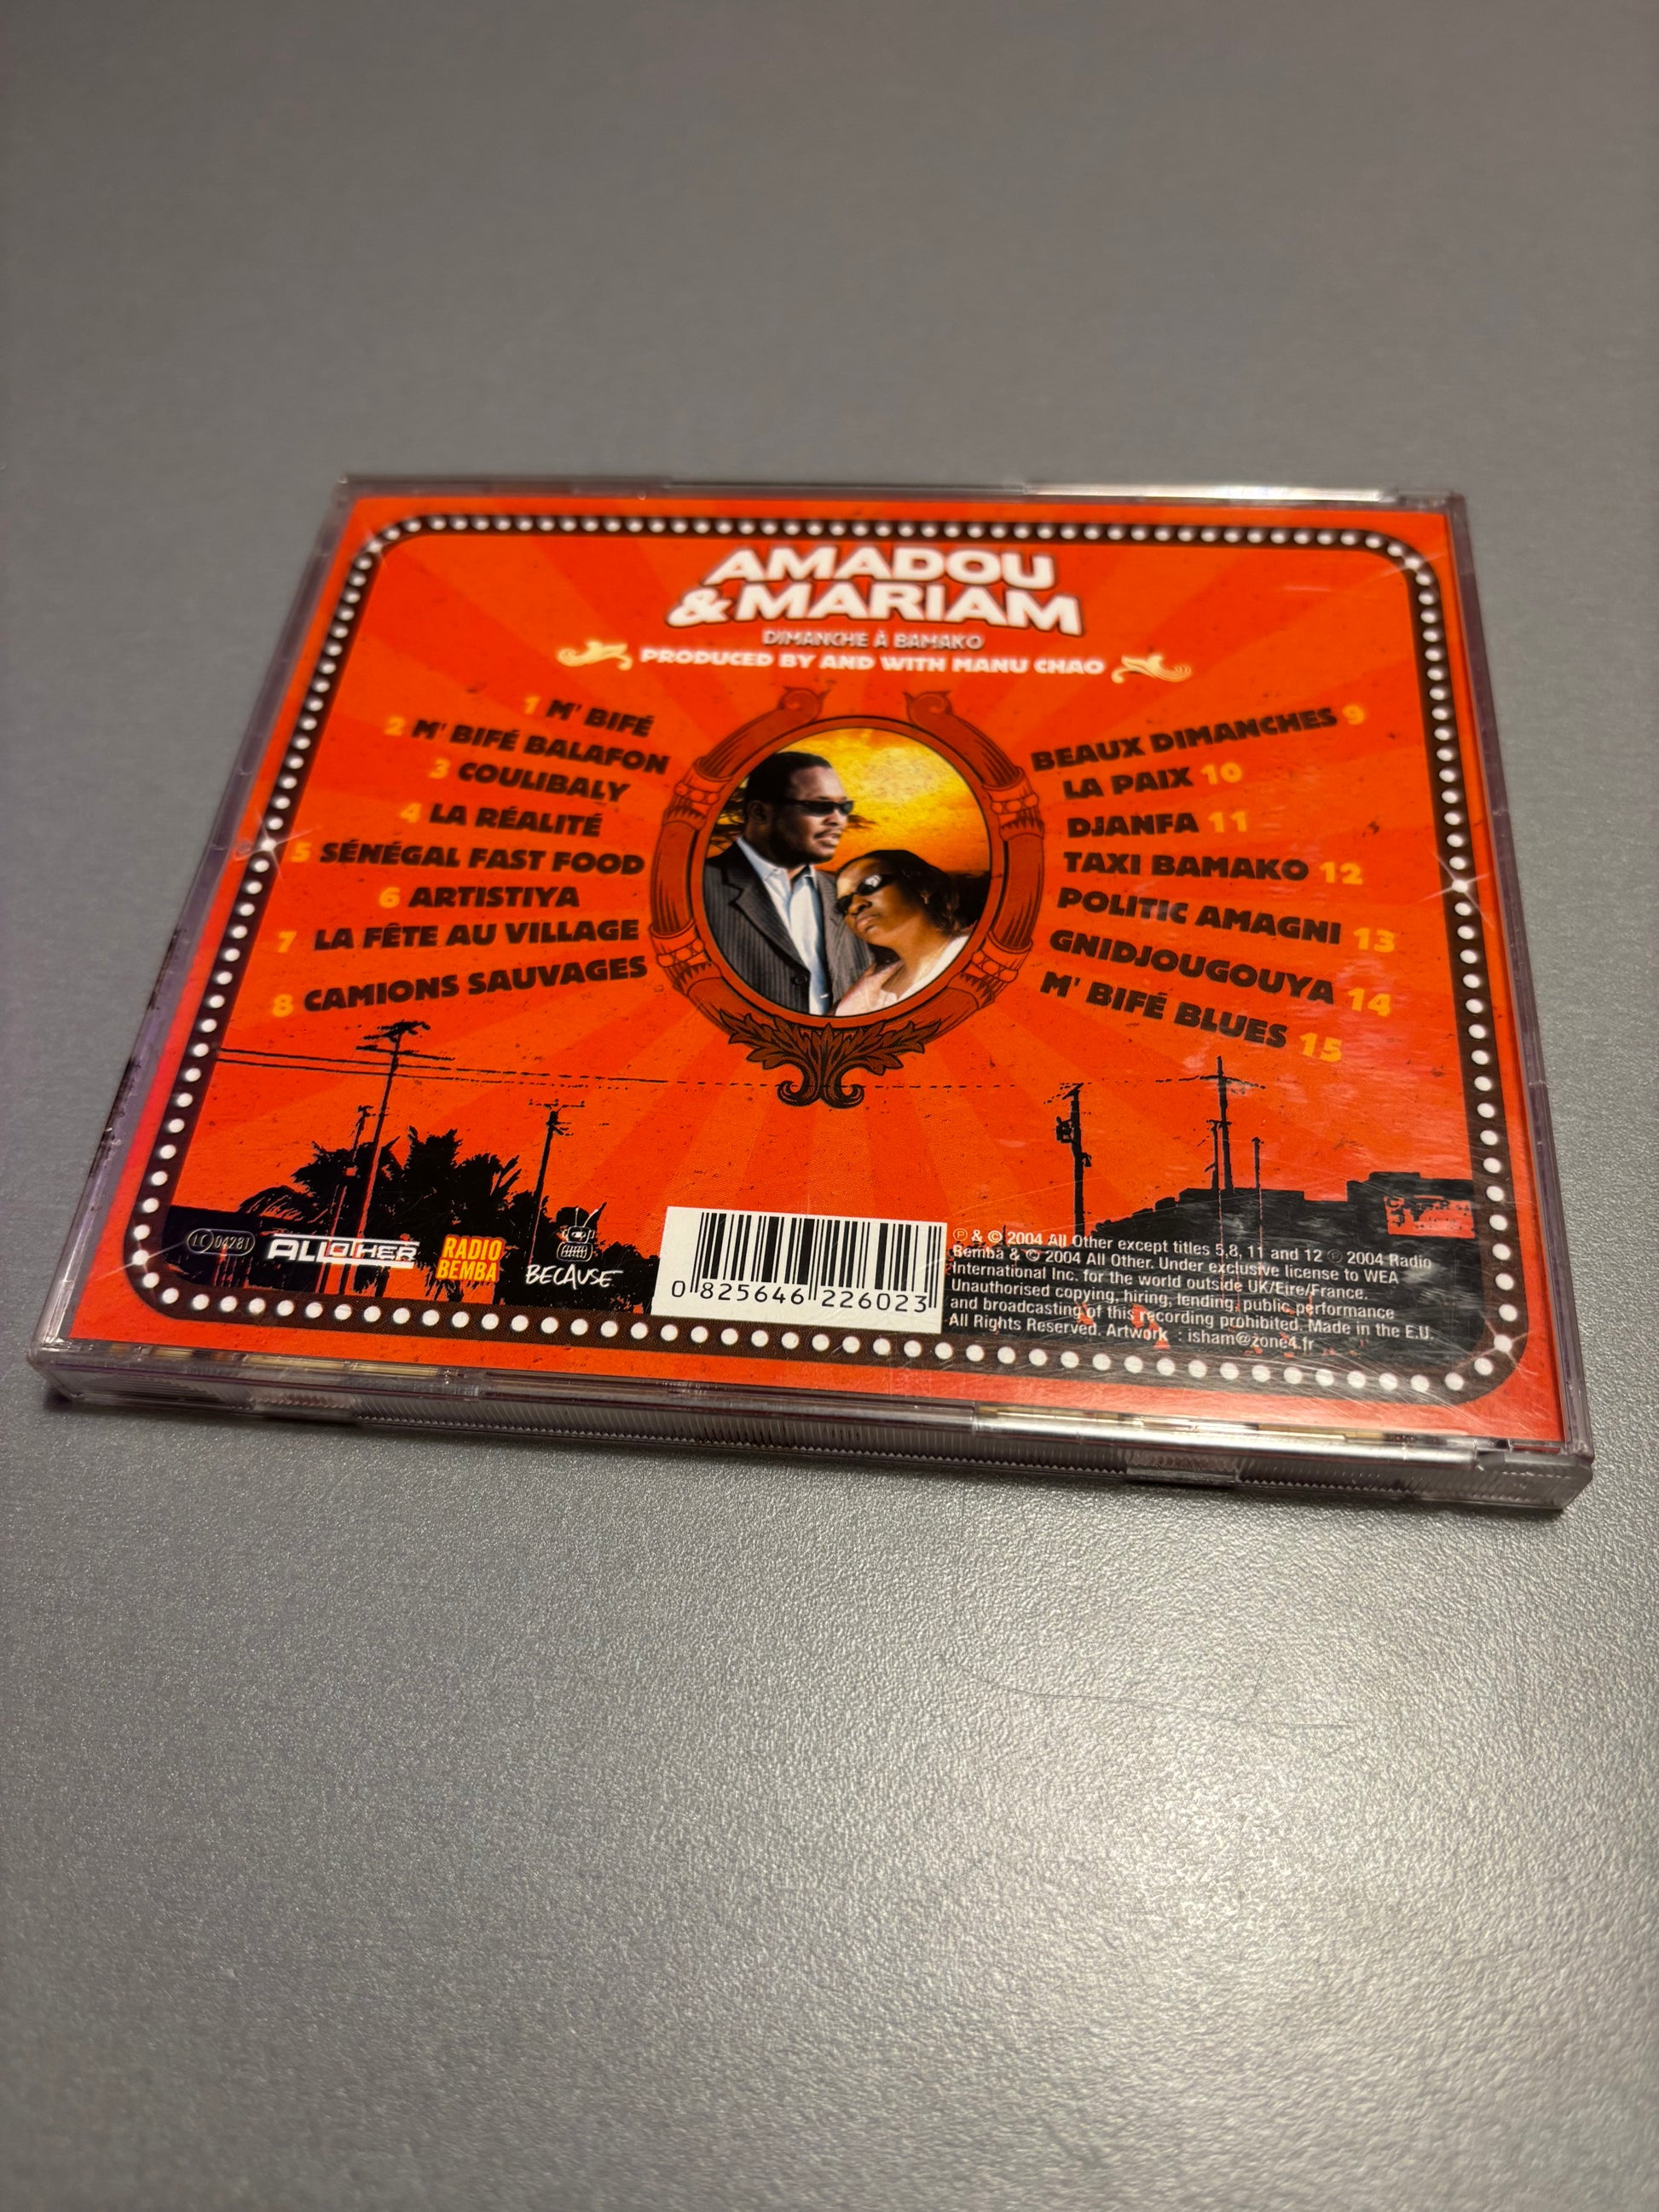 AMADOU
& MARIAM
DIMANCHE À BAMAKO
PRODUCED BY AND WITH MANU CHAO
1 M' BIFÉ
2 M' BIFÉ BALAFON
3 COULIBALY
4 LA RÉALITÉ
5 SÉNÉGAL FAST FOOD
6 ARTISTIYA
7 LA FÊTE AU VILLAGE
8 CAMIONS SAUVAGES
BEAUX DIMANCHES 9
LA PAIX 10
DJANFA 11
TAXI BAMAKO 12
POLITIC AMAGNI 13
GNIDJOUGOUYA 14
M' BIFÉ BLUES 15
LC 04281
ALL OTHER
RADIO
BEMBA
BECAUSE
0 825646 226023
℗ & © 2004 All Other except titles 5,8, 11 and 12 ℗ 2004 Radio
Bemba & © 2004 All Other. Under exclusive license to WEA
International Inc. for the world outside UK/Eire/France.
Unauthorised copying, hiring, lending, public performance
and broadcasting of this recording prohibited. Made in the E.U.
All Rights Reserved. Artwork : isham@zone4.fr